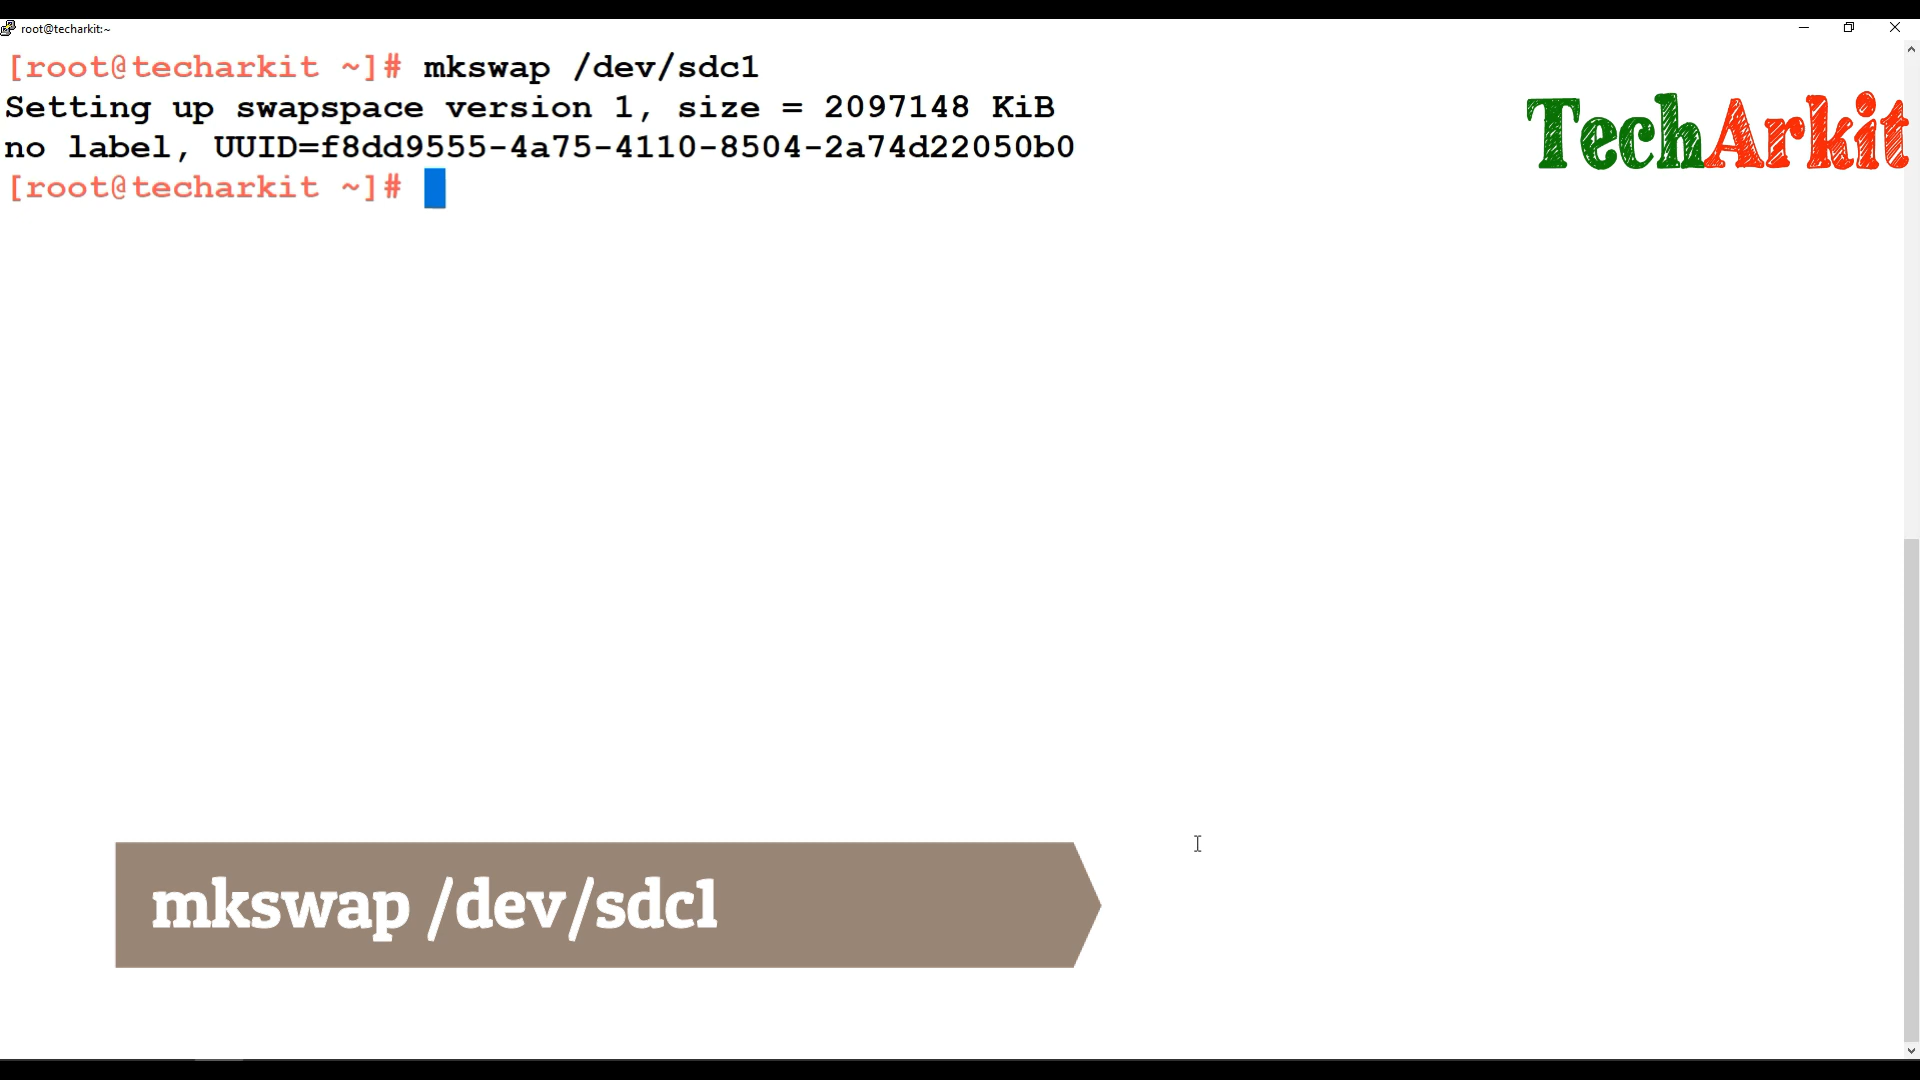 root@techarkit:~
[root@techarkit ~]# mkswap /dev/sdc1
Setting up swapspace version 1, size = 2097148 KiB
no label, UUID=f8dd9555-4a75-4110-8504-2a74d22050b0
[root@techarkit ~]#
TechArkit
mkswap /dev/sdc1